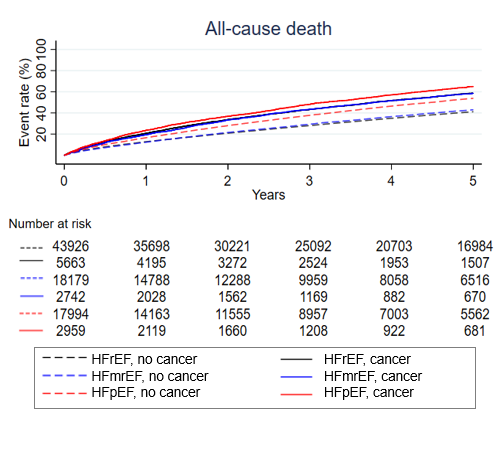 All-cause death
Event rate (%)
20 40 60 80 100
0 1 2 3 4 5
Years
Number at risk
43926 35698 30221 25092 20703 16984
5663 4195 3272 2524 1953 1507
18179 14788 12288 9959 8058 6516
2742 2028 1562 1169 882 670
17994 14163 11555 8957 7003 5562
2959 2119 1660 1208 922 681
HFrEF, no cancer HFrEF, cancer
HFmrEF, no cancer HFmrEF, cancer
HFpEF, no cancer HFpEF, cancer